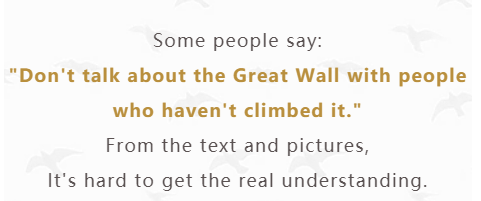 Some people say:
"Don't talk about the Great Wall with people
who haven't climbed it."
From the text and pictures,
It's hard to get the real understanding.